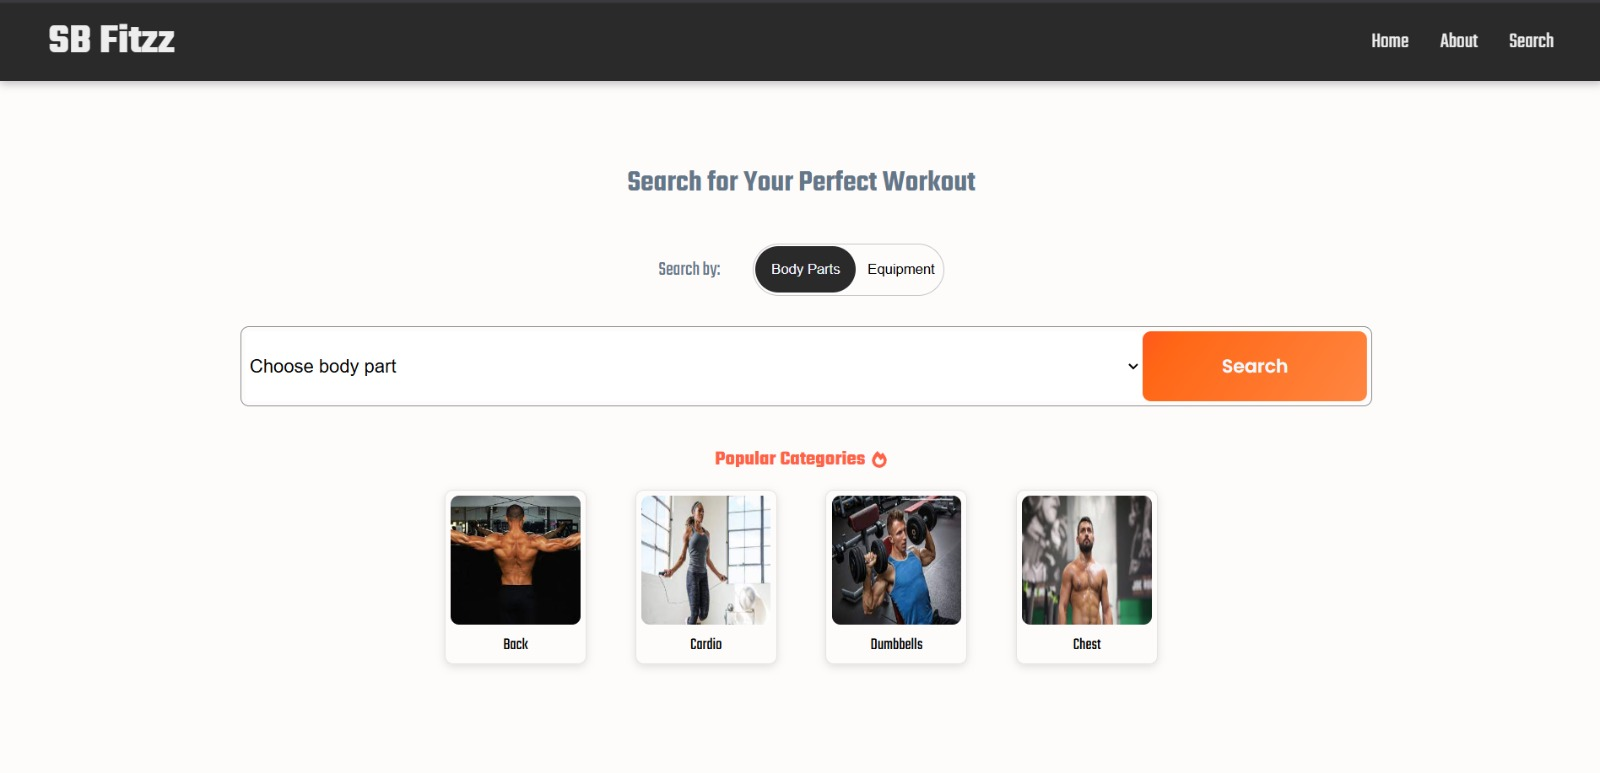 SB Fitzz
Home About Search
Search for Your Perfect Workout
Search by: Body Parts Equipment
Choose body part Search
Popular Categories
Back Cardio Dumbbells Chest